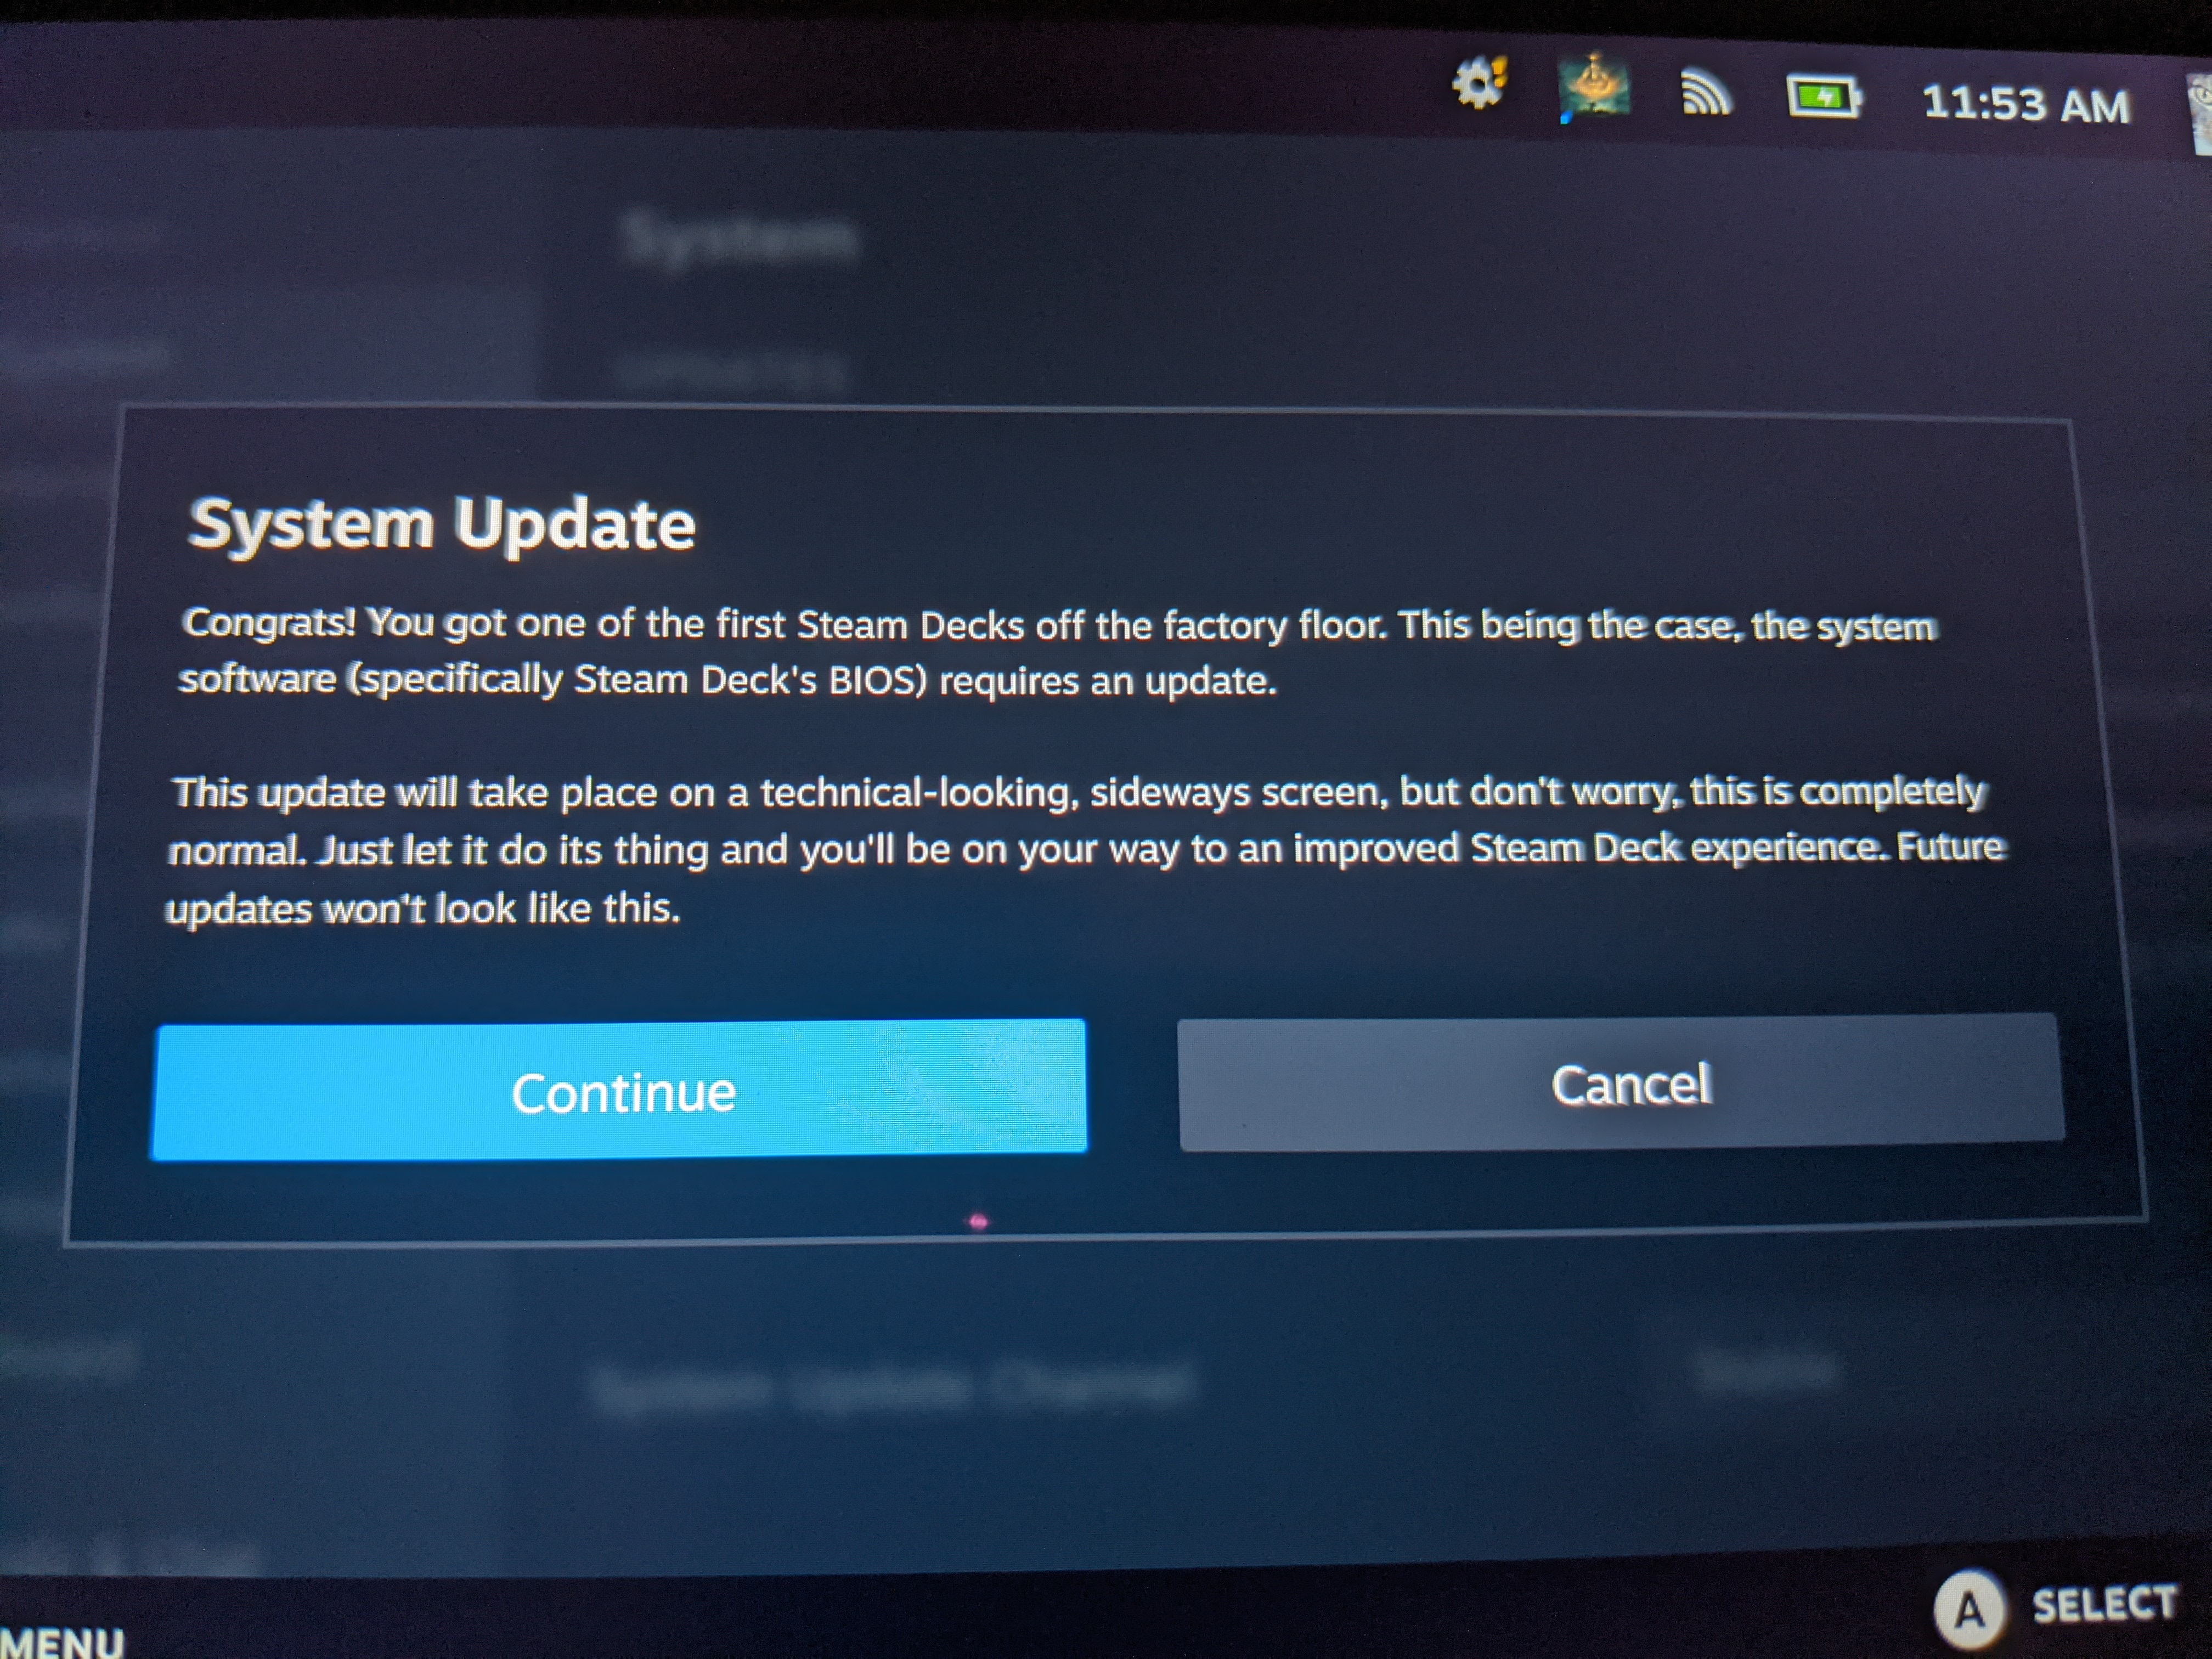 11:53 AM
System
UPDATES
System Update
Congrats! You got one of the first Steam Decks off the factory floor. This being the case, the system
software (specifically Steam Deck's BIOS) requires an update.
This update will take place on a technical-looking, sideways screen, but don't worry, this is completely
normal. Just let it do its thing and you'll be on your way to an improved Steam Deck experience. Future
updates won't look like this.
Continue
Cancel
System Update Channel
MENU
A SELECT